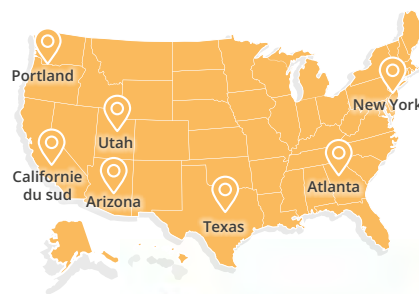 Portland
New York
Utah
Californie
du sud
Arizona
Atlanta
Texas